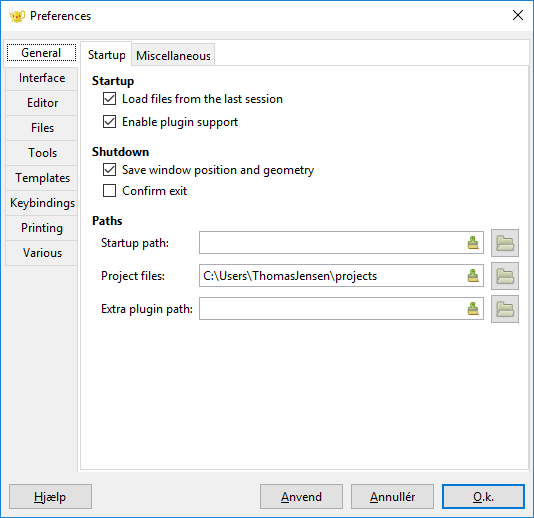 Preferences
General
Interface
Editor
Files
Tools
Templates
Keybindings
Printing
Various
Startup Miscellaneous
Startup
Load files from the last session
Enable plugin support
Shutdown
Save window position and geometry
Confirm exit
Paths
Startup path:
Project files: C:\Users\ThomasJensen\projects
Extra plugin path:
Hjælp Anvend Annullér O.k.